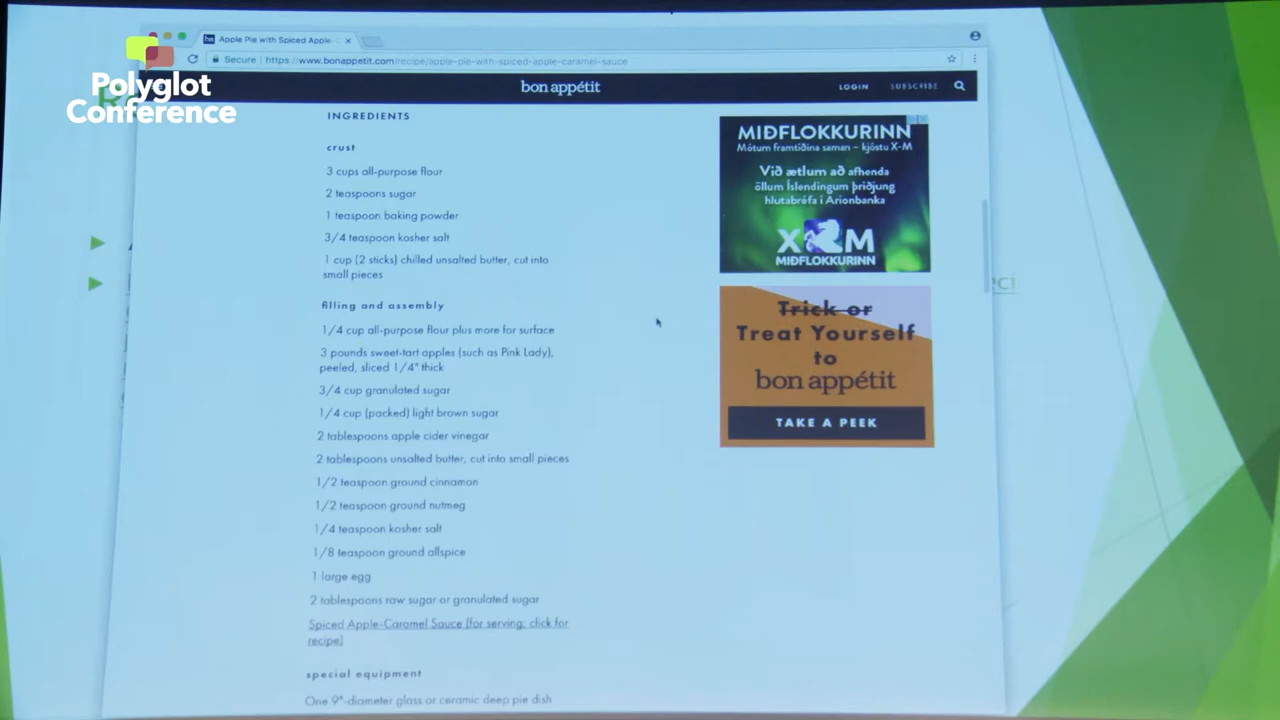 Apple Pie with Spiced Apple-
Secure | https://www.bonappetit.com/recipe/apple-pie-with-spiced-apple-caramel-sauce
Polyglot
Conference
bon appétit
LOGIN
SUBSCRIBE
INGREDIENTS
crust
3 cups all-purpose flour
2 teaspoons sugar
1 teaspoon baking powder
3/4 teaspoon kosher salt
1 cup (2 sticks) chilled unsalted butter, cut into
small pieces
filling and assembly
1/4 cup all-purpose flour plus more for surface
3 pounds sweet-tart apples (such as Pink Lady),
peeled, sliced 1/4" thick
3/4 cup granulated sugar
1/4 cup (packed) light brown sugar
2 tablespoons apple cider vinegar
2 tablespoons unsalted butter, cut into small pieces
1/2 teaspoon ground cinnamon
1/2 teaspoon ground nutmeg
1/4 teaspoon kosher salt
1/8 teaspoon ground allspice
1 large egg
2 tablespoons raw sugar or granulated sugar
Spiced Apple-Caramel Sauce (for serving; click for
recipe)
special equipment
One 9"-diameter glass or ceramic deep pie dish
MIÐFLOKKURINN
Mótum framtíðina saman – kjóstu X-M
Við ætlum að afhenda
öllum Íslendingum þriðjung
hlutabréfa í Arionbanka
X M
MIÐFLOKKURINN
Trick or
Treat Yourself
to
bon appétit
TAKE A PEEK